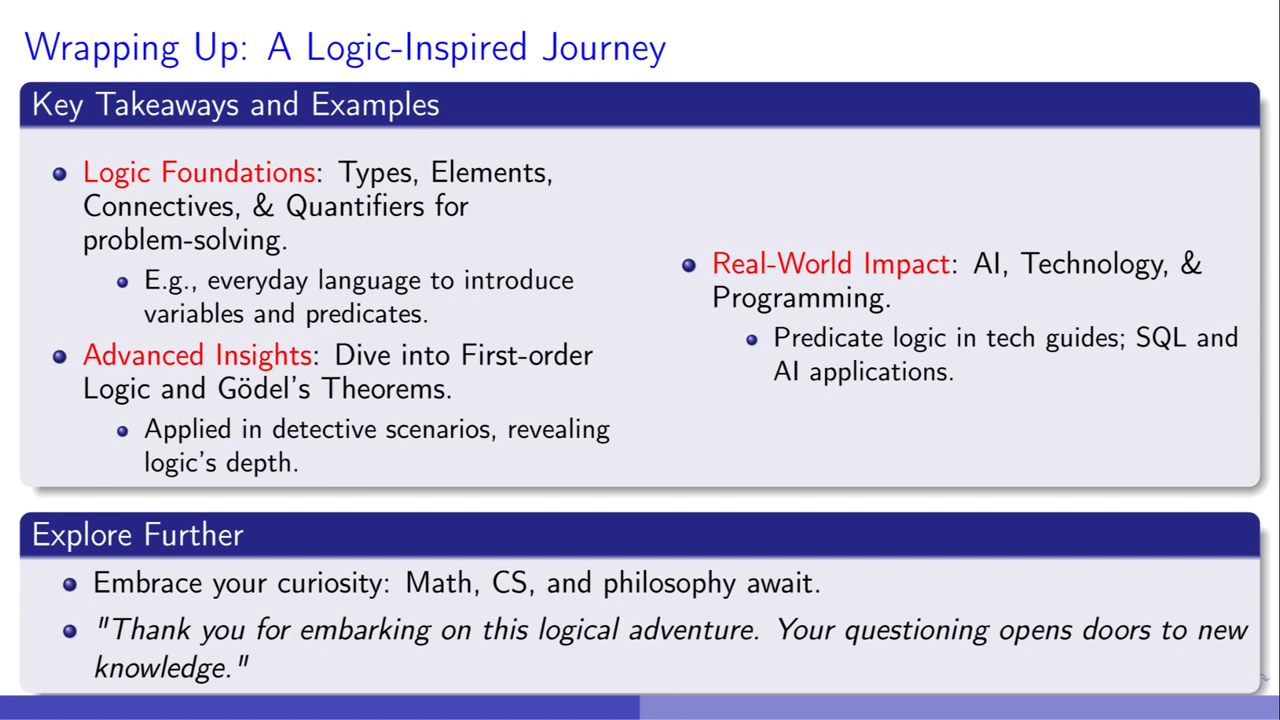 Wrapping Up: A Logic-Inspired Journey
Key Takeaways and Examples
Logic Foundations: Types, Elements,
Connectives, & Quantifiers for
problem-solving.
E.g., everyday language to introduce
variables and predicates.
Advanced Insights: Dive into First-order
Logic and Gödel's Theorems.
Applied in detective scenarios, revealing
logic's depth.
Real-World Impact: AI, Technology, &
Programming.
Predicate logic in tech guides; SQL and
AI applications.
Explore Further
Embrace your curiosity: Math, CS, and philosophy await.
"Thank you for embarking on this logical adventure. Your questioning opens doors to new
knowledge."